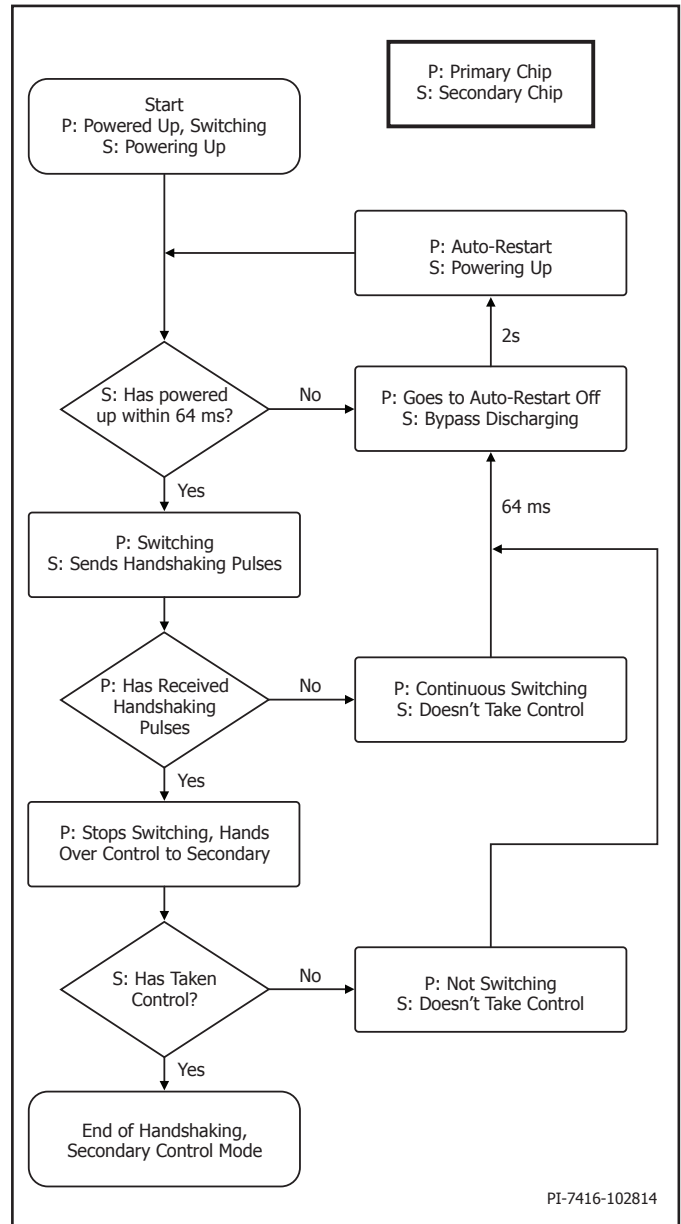 P: Primary Chip
S: Secondary Chip
Start
P: Powered Up, Switching
S: Powering Up
P: Auto-Restart
S: Powering Up
2s
S: Has powered
up within 64 ms?
No
P: Goes to Auto-Restart Off
S: Bypass Discharging
Yes
64 ms
P: Switching
S: Sends Handshaking Pulses
P: Has Received
Handshaking
Pulses
No
P: Continuous Switching
S: Doesn't Take Control
Yes
P: Stops Switching, Hands
Over Control to Secondary
S: Has Taken
Control?
No
P: Not Switching
S: Doesn't Take Control
Yes
End of Handshaking,
Secondary Control Mode
PI-7416-102814